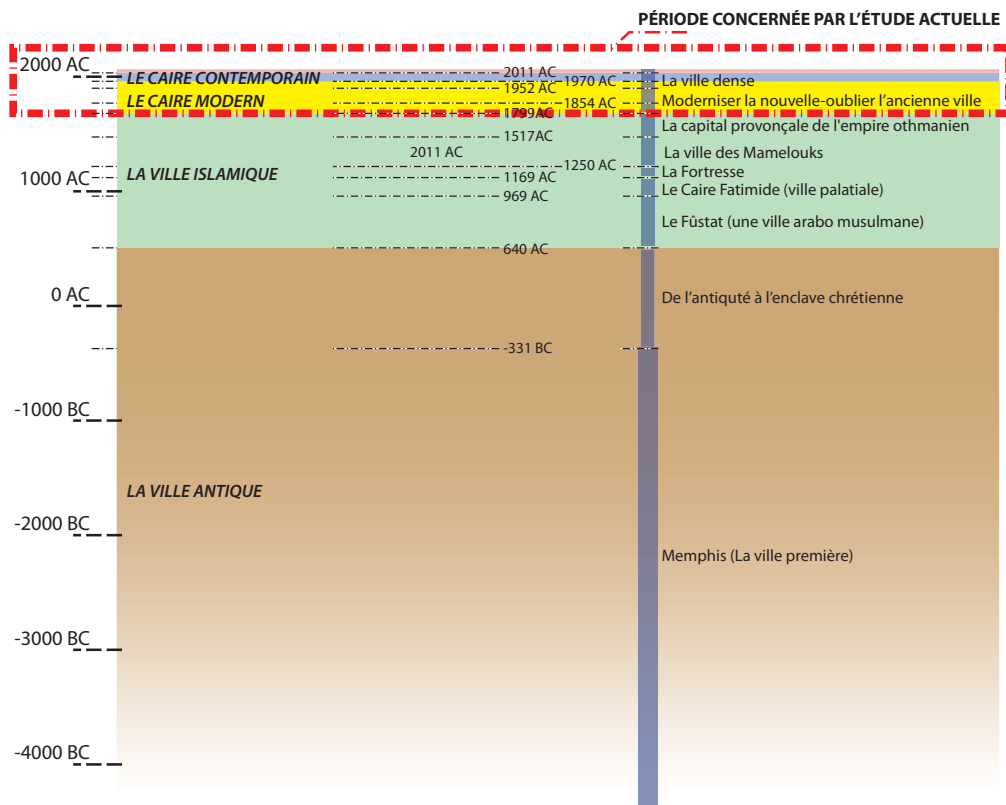 PÉRIODE CONCERNÉE PAR L'ÉTUDE ACTUELLE
2000 AC
LE CAIRE CONTEMPORAIN
2011 AC
1970 AC
La ville dense
1952 AC
LE CAIRE MODERN
1854 AC
Moderniser la nouvelle-oublier l'ancienne ville
1799 AC
La capital provonçale de l'empire othmanien
1517AC
2011 AC
La ville des Mamelouks
1250 AC
La Fortresse
1000 AC
LA VILLE ISLAMIQUE
1169 AC
Le Caire Fatimide (ville palatiale)
969 AC
Le Fûstat (une ville arabo musulmane)
640 AC
0 AC
De l'antiquté à l'enclave chrétienne
-331 BC
-1000 BC
LA VILLE ANTIQUE
-2000 BC
Memphis (La ville première)
-3000 BC
-4000 BC